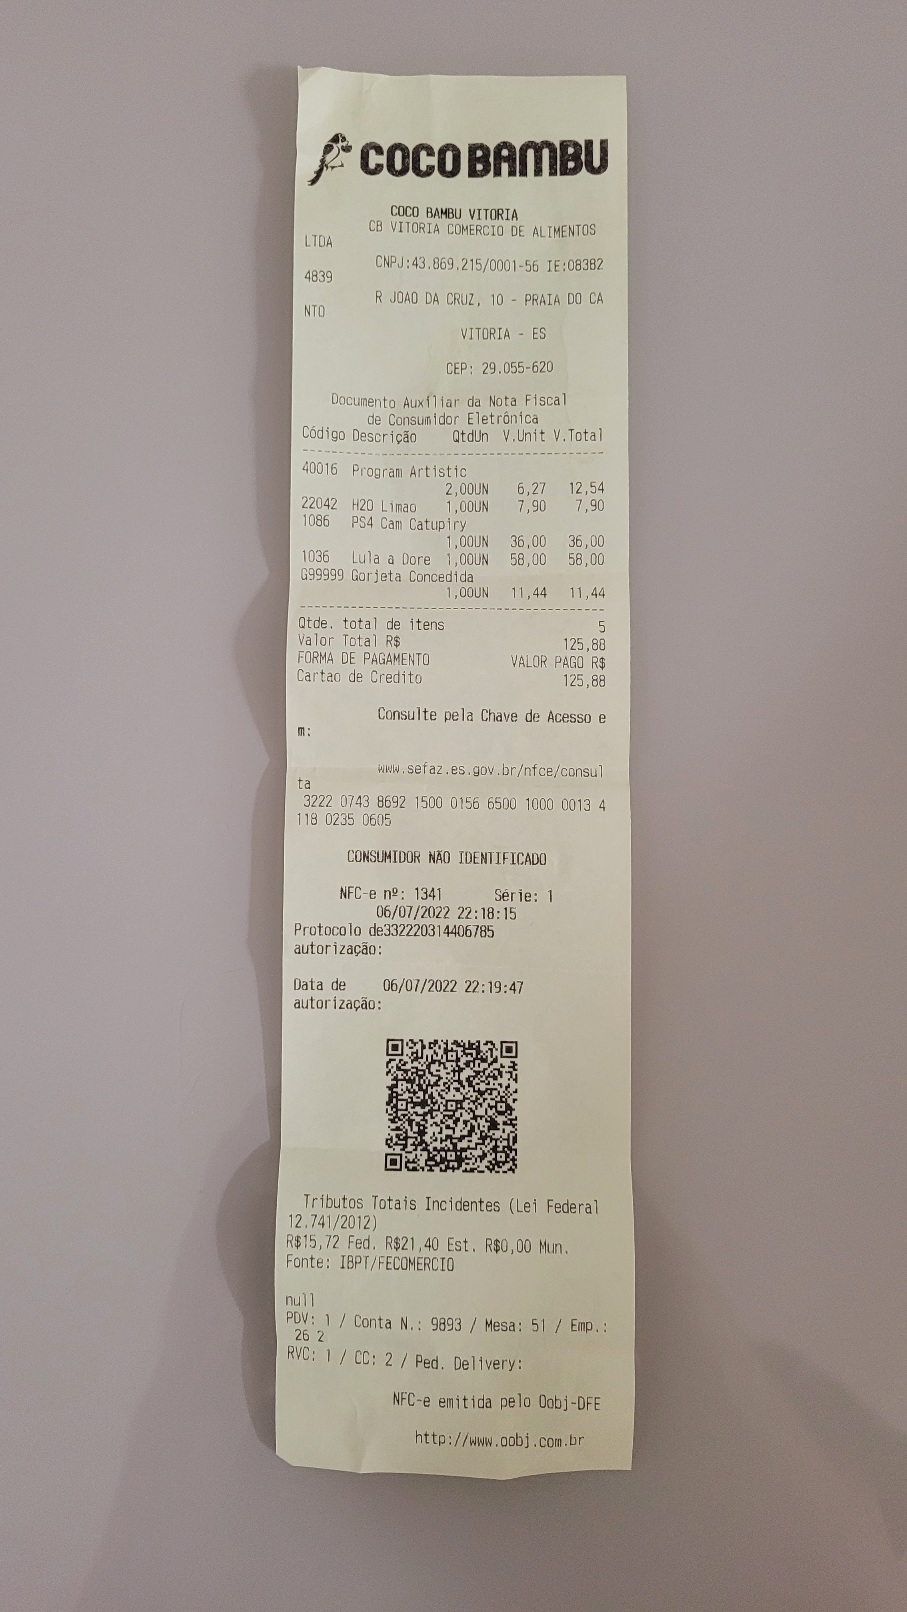 COCO BAMBU
COCO BAMBU VITORIA
CB VITORIA COMERCIO DE ALIMENTOS
LTDA
CNPJ:43.869.215/0001-56 IE:08382
4839
R JOAO DA CRUZ, 10 - PRAIA DO CA
NTO
VITORIA - ES
CEP: 29.055-620
Documento Auxiliar da Nota Fiscal
de Consumidor Eletrônica
Código Descrição QtdUn V.Unit V.Total
40016 Program Artistic
2,00UN 6,27 12,54
22042 H2O Limao 1,00UN 7,90 7,90
1086 PS4 Cam Catupiry
1,00UN 36,00 36,00
1036 Lula a Dore 1,00UN 58,00 58,00
G99999 Gorjeta Concedida
1,00UN 11,44 11,44
Qtde. total de itens 5
Valor Total R$ 125,88
FORMA DE PAGAMENTO VALOR PAGO R$
Cartao de Credito 125,88
Consulte pela Chave de Acesso e
m:
www.sefaz.es.gov.br/nfce/consul
ta
3222 0743 8692 1500 0156 6500 1000 0013 4
118 0235 0605
CONSUMIDOR NÃO IDENTIFICADO
NFC-e nº: 1341 Série: 1
06/07/2022 22:18:15
Protocolo de332220314406785
autorização:
Data de 06/07/2022 22:19:47
autorização:
Tributos Totais Incidentes (Lei Federal
12.741/2012)
R$15,72 Fed. R$21,40 Est. R$0,00 Mun.
Fonte: IBPT/FECOMERCIO
null
PDV: 1 / Conta N.: 9893 / Mesa: 51 / Emp.:
26 2
RVC: 1 / CC: 2 / Ped. Delivery:
NFC-e emitida pelo Oobj-DFE
http://www.oobj.com.br